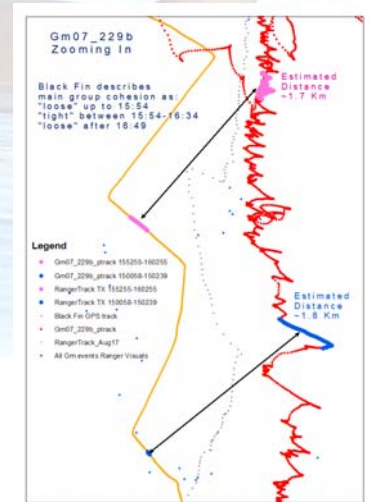 Gm07_229b
Zooming In
Black Fin describes
main group cohesion as:
"loose" up to 15:54
"tight" between 15:54-16:34
"loose" after 16:49
Estimated
Distance
~1.7 Km
Legend
Gm07_229b_ptrack 155255-160255
Gm07_229b_ptrack 150058-150239
RangerTrack TX 155255-160255
RangerTrack TX 150058-150239
Black Fin GPS track
Gm07_229b_ptrack
RangerTrack_Aug17
All Gm events Ranger Visuals
Estimated
Distance
~1.8 Km